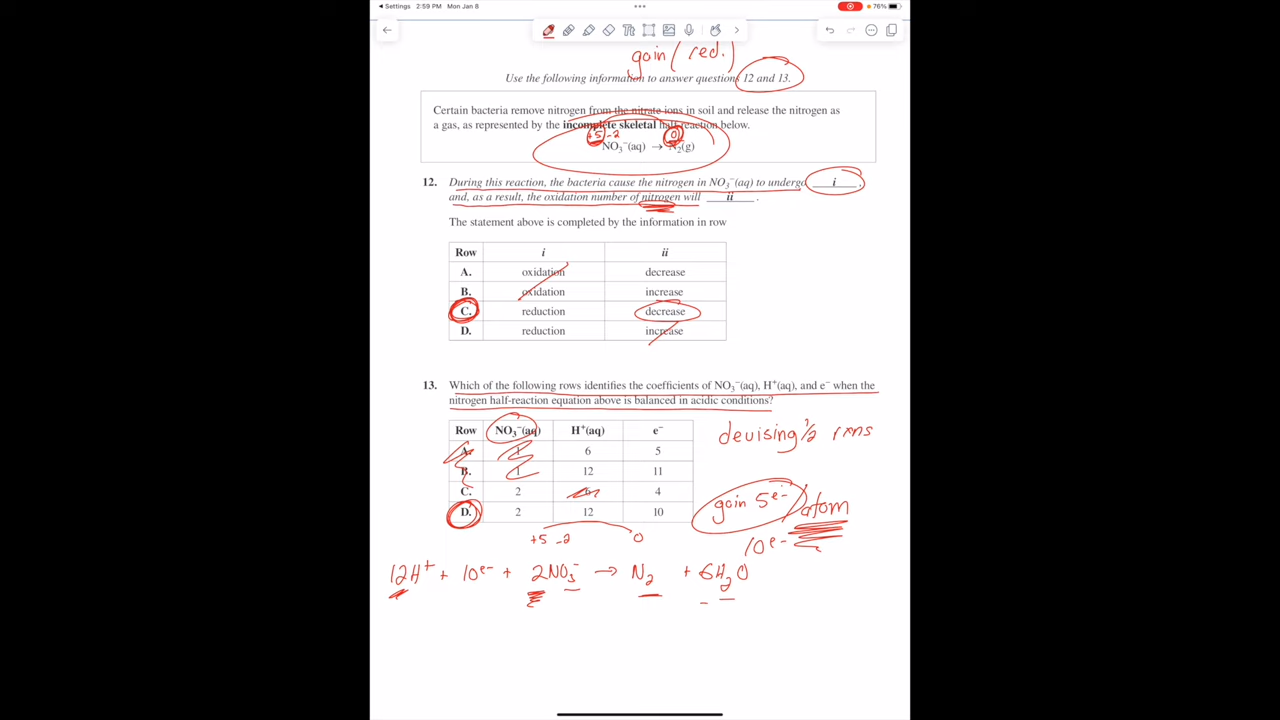 Settings 2:59 PM Mon Jan 8 76%
gain (red.)
Use the following information to answer questions 12 and 13.
Certain bacteria remove nitrogen from the nitrate ions in soil and release the nitrogen as
a gas, as represented by the incomplete skeletal half-reaction below.
+5 -2 0
NO3−(aq) → N2(g)
12. During this reaction, the bacteria cause the nitrogen in NO3−(aq) to undergo i ,
and, as a result, the oxidation number of nitrogen will ii .
The statement above is completed by the information in row
Row i ii
A. oxidation decrease
B. oxidation increase
C. reduction decrease
D. reduction increase
13. Which of the following rows identifies the coefficients of NO3−(aq), H+(aq), and e− when the
nitrogen half-reaction equation above is balanced in acidic conditions?
Row NO3−(aq) H+(aq) e−
devising 1/2 rxns
A. 1 6 5
B. 1 12 11
C. 2 6 4
D. 2 12 10
gain 5e-/atom
+5 -2 0
10e-
12H+ + 10e- + 2NO3- → N2 + 6H2O